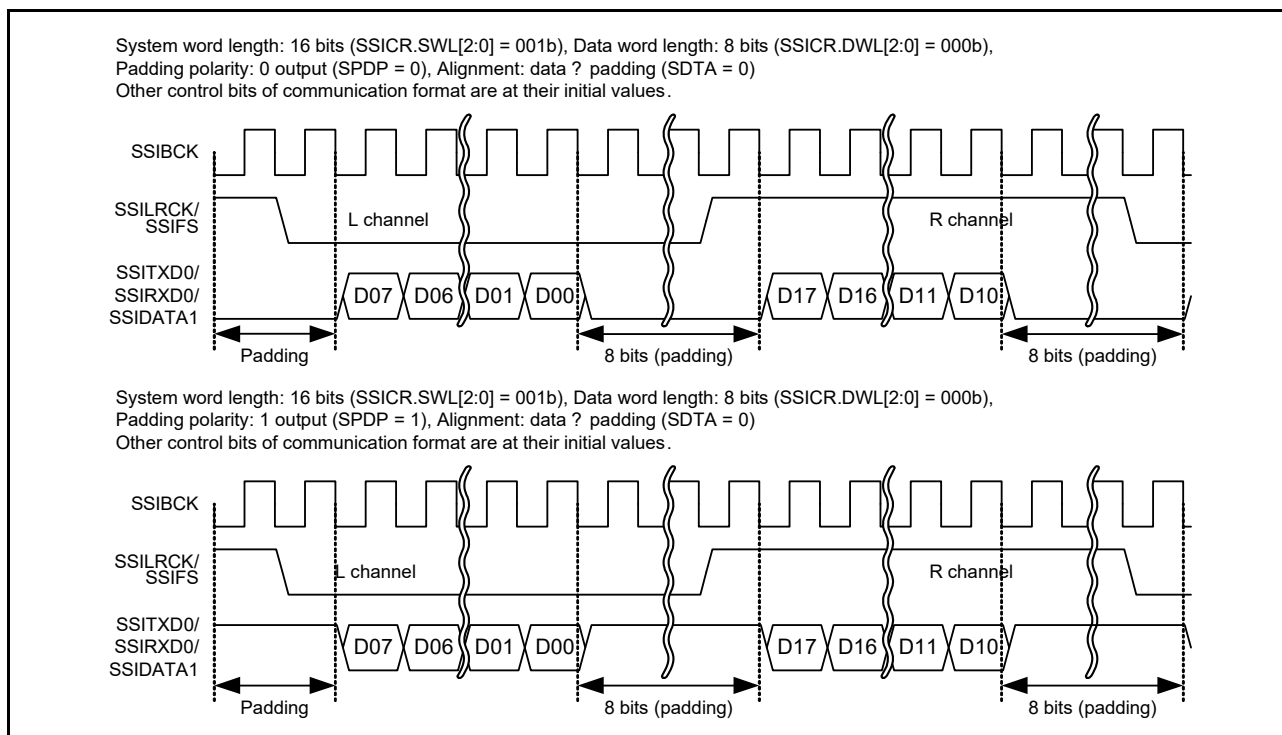 System word length: 16 bits (SSICR.SWL[2:0] = 001b), Data word length: 8 bits (SSICR.DWL[2:0] = 000b),
Padding polarity: 0 output (SPDP = 0), Alignment: data ? padding (SDTA = 0)
Other control bits of communication format are at their initial values.
SSIBCK
SSILRCK/
SSIFS
L channel
R channel
SSITXD0/
SSIRXD0/
SSIDATA1
D07 D06 D01 D00 D17 D16 D11 D10
Padding
8 bits (padding)
8 bits (padding)
System word length: 16 bits (SSICR.SWL[2:0] = 001b), Data word length: 8 bits (SSICR.DWL[2:0] = 000b),
Padding polarity: 1 output (SPDP = 1), Alignment: data ? padding (SDTA = 0)
Other control bits of communication format are at their initial values.
SSIBCK
SSILRCK/
SSIFS
L channel
R channel
SSITXD0/
SSIRXD0/
SSIDATA1
D07 D06 D01 D00 D17 D16 D11 D10
Padding
8 bits (padding)
8 bits (padding)